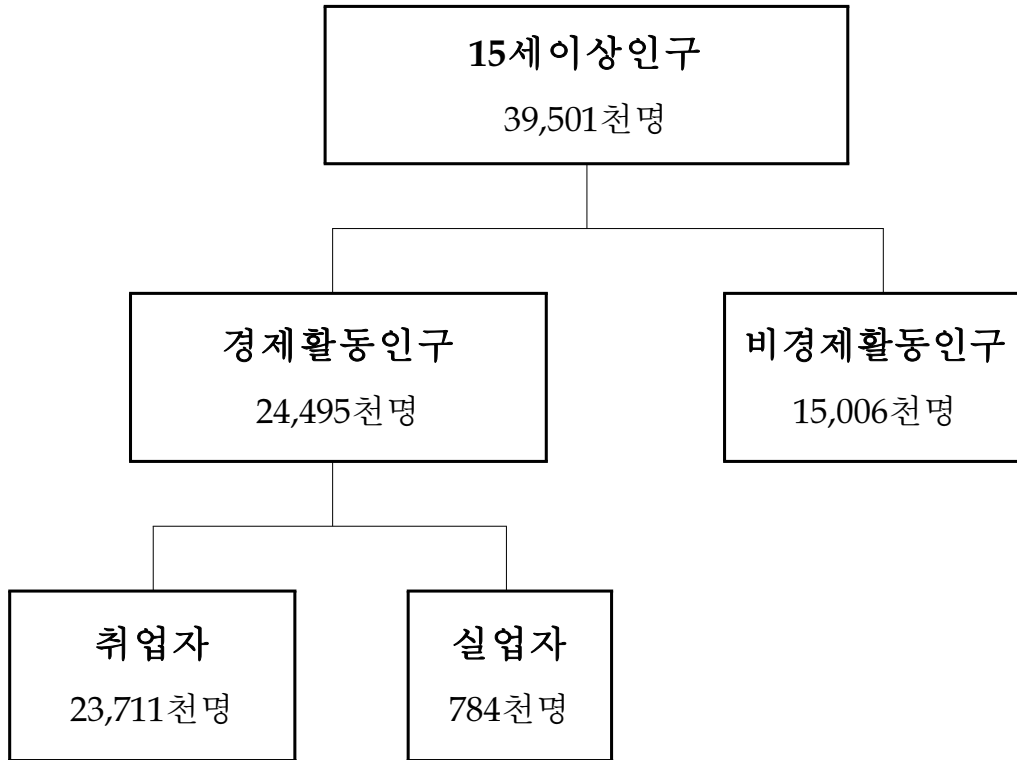 15세이상인구
39,501천명
경제활동인구
24,495천명
비경제활동인구
15,006천명
취업자
23,711천명
실업자
784천명